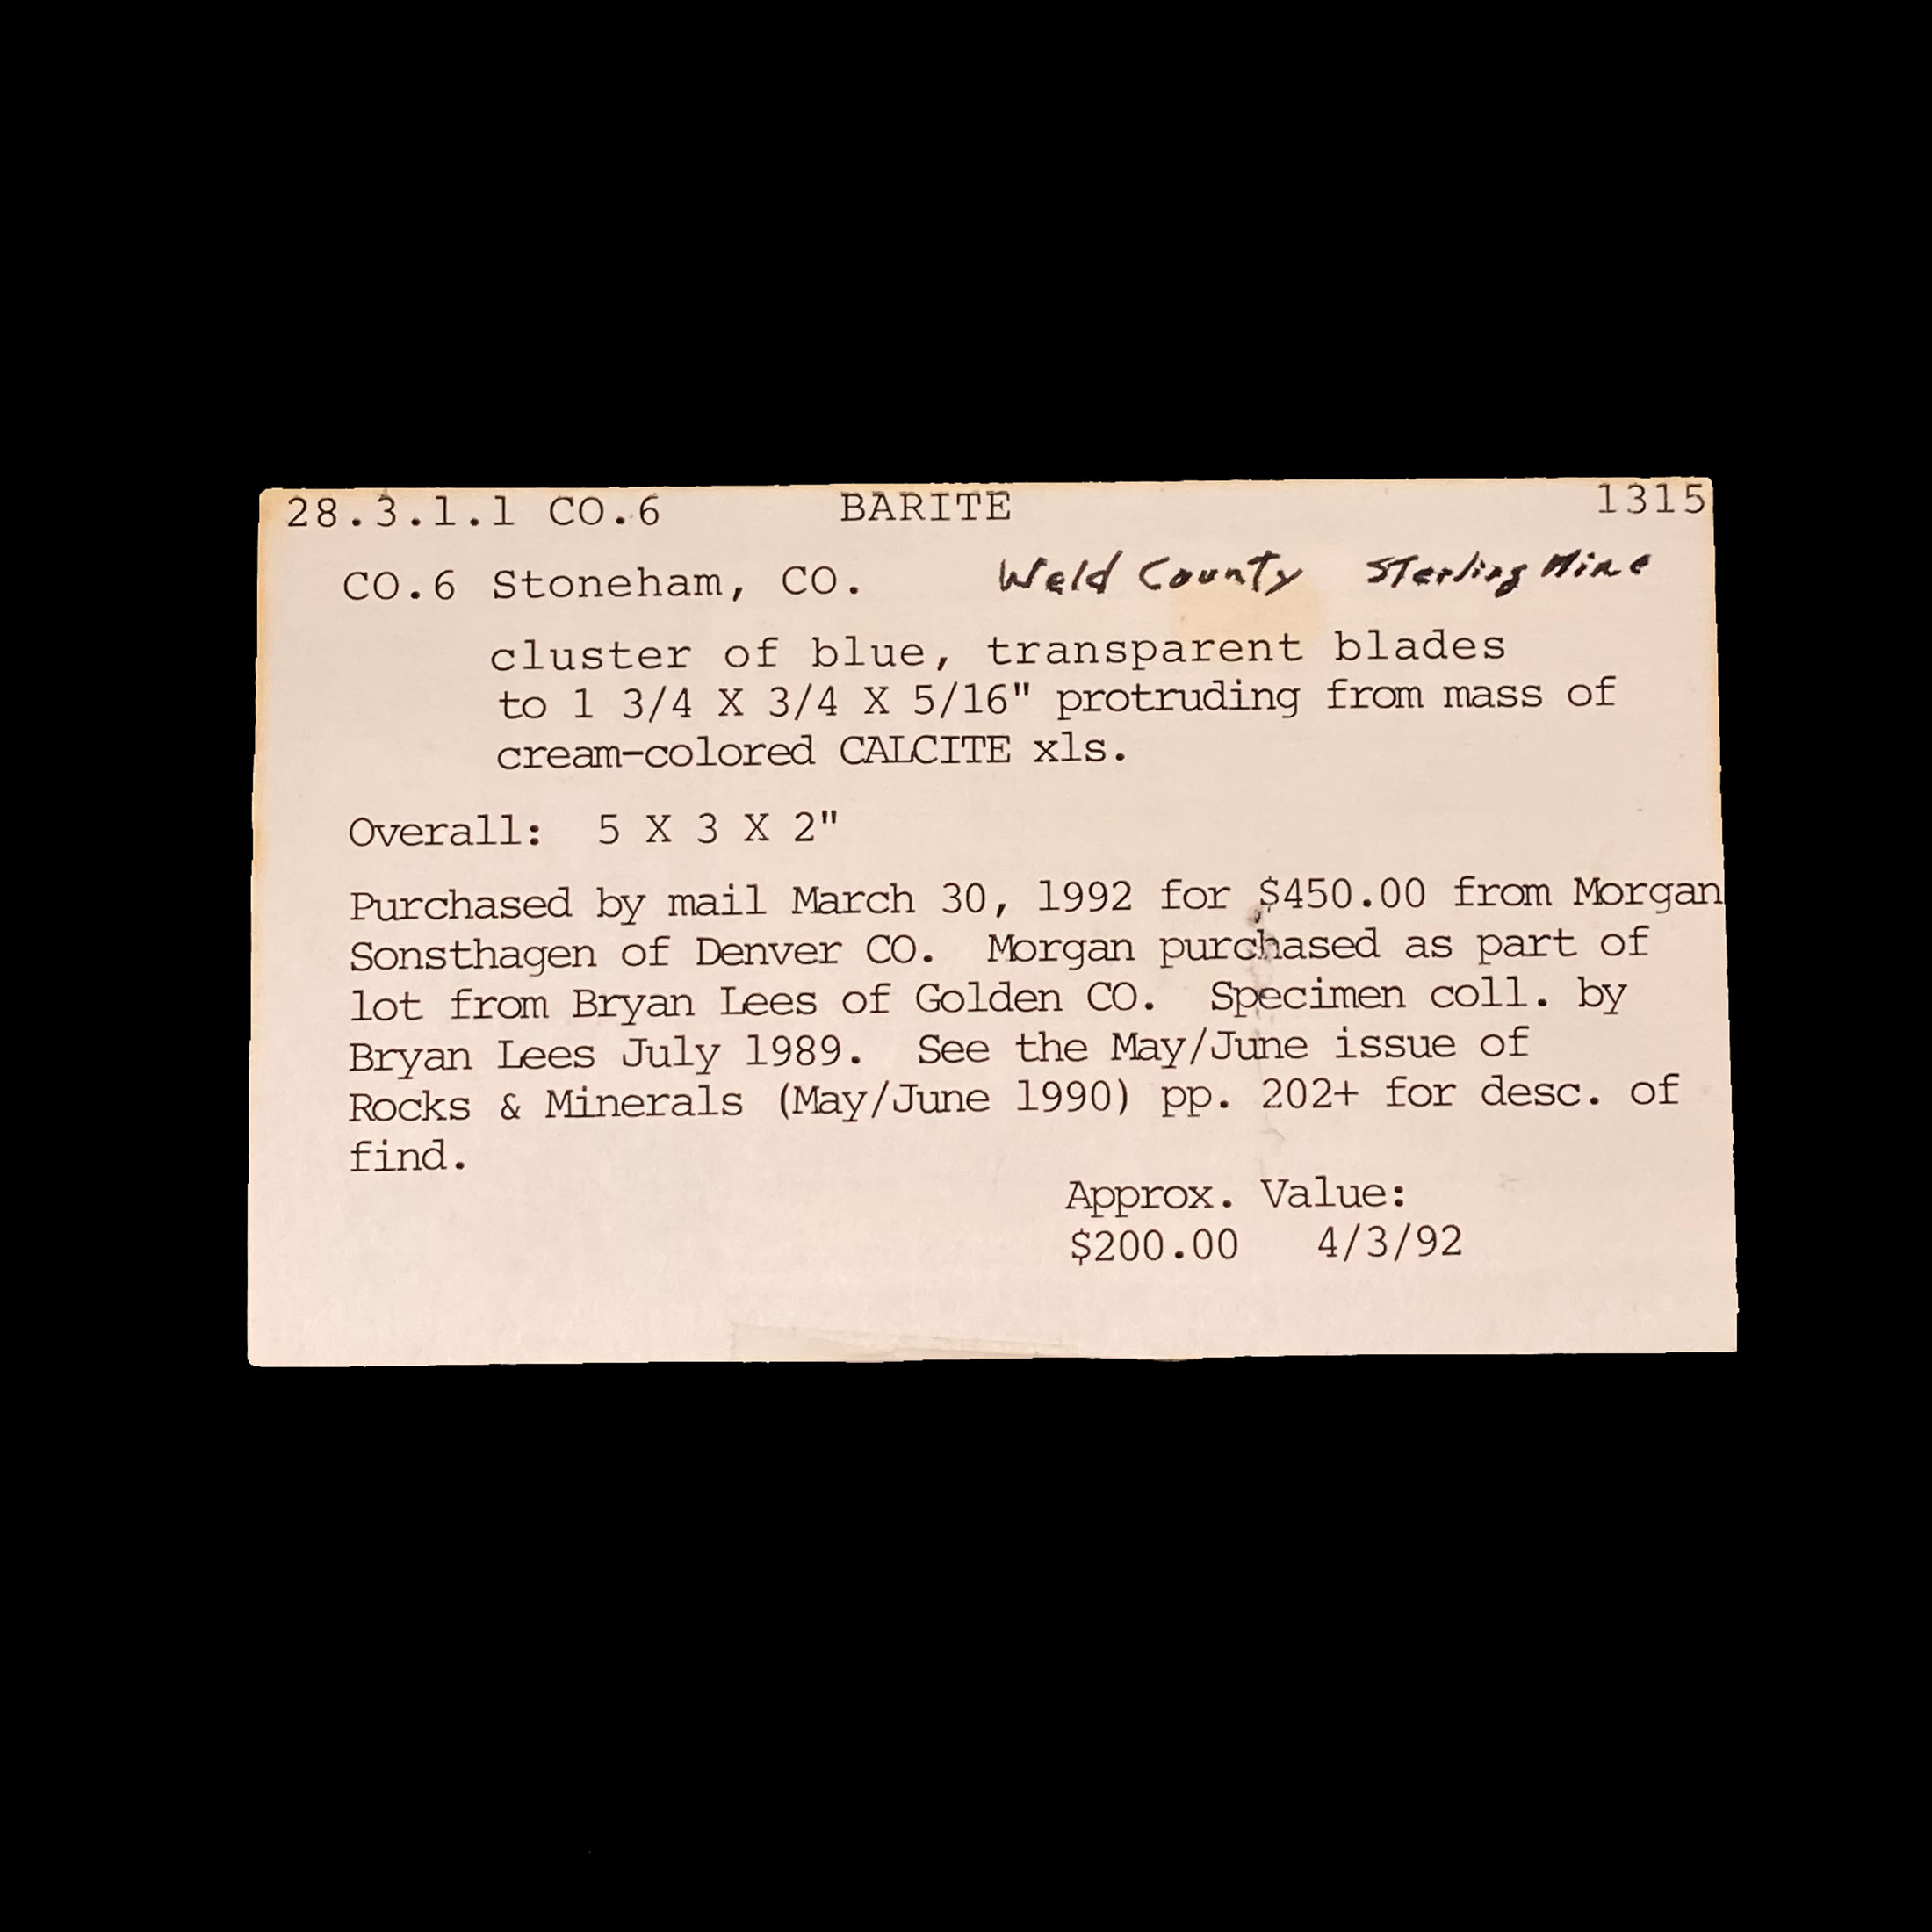 28.3.1.1 CO.6 BARITE 1315
CO.6 Stoneham, CO. Weld County Sterling Mine
cluster of blue, transparent blades
to 1 3/4 X 3/4 X 5/16" protruding from mass of
cream-colored CALCITE xls.
Overall: 5 X 3 X 2"
Purchased by mail March 30, 1992 for $450.00 from Morgan
Sonsthagen of Denver CO. Morgan purchased as part of
lot from Bryan Lees of Golden CO. Specimen coll. by
Bryan Lees July 1989. See the May/June issue of
Rocks & Minerals (May/June 1990) pp. 202+ for desc. of
find.
Approx. Value:
$200.00 4/3/92